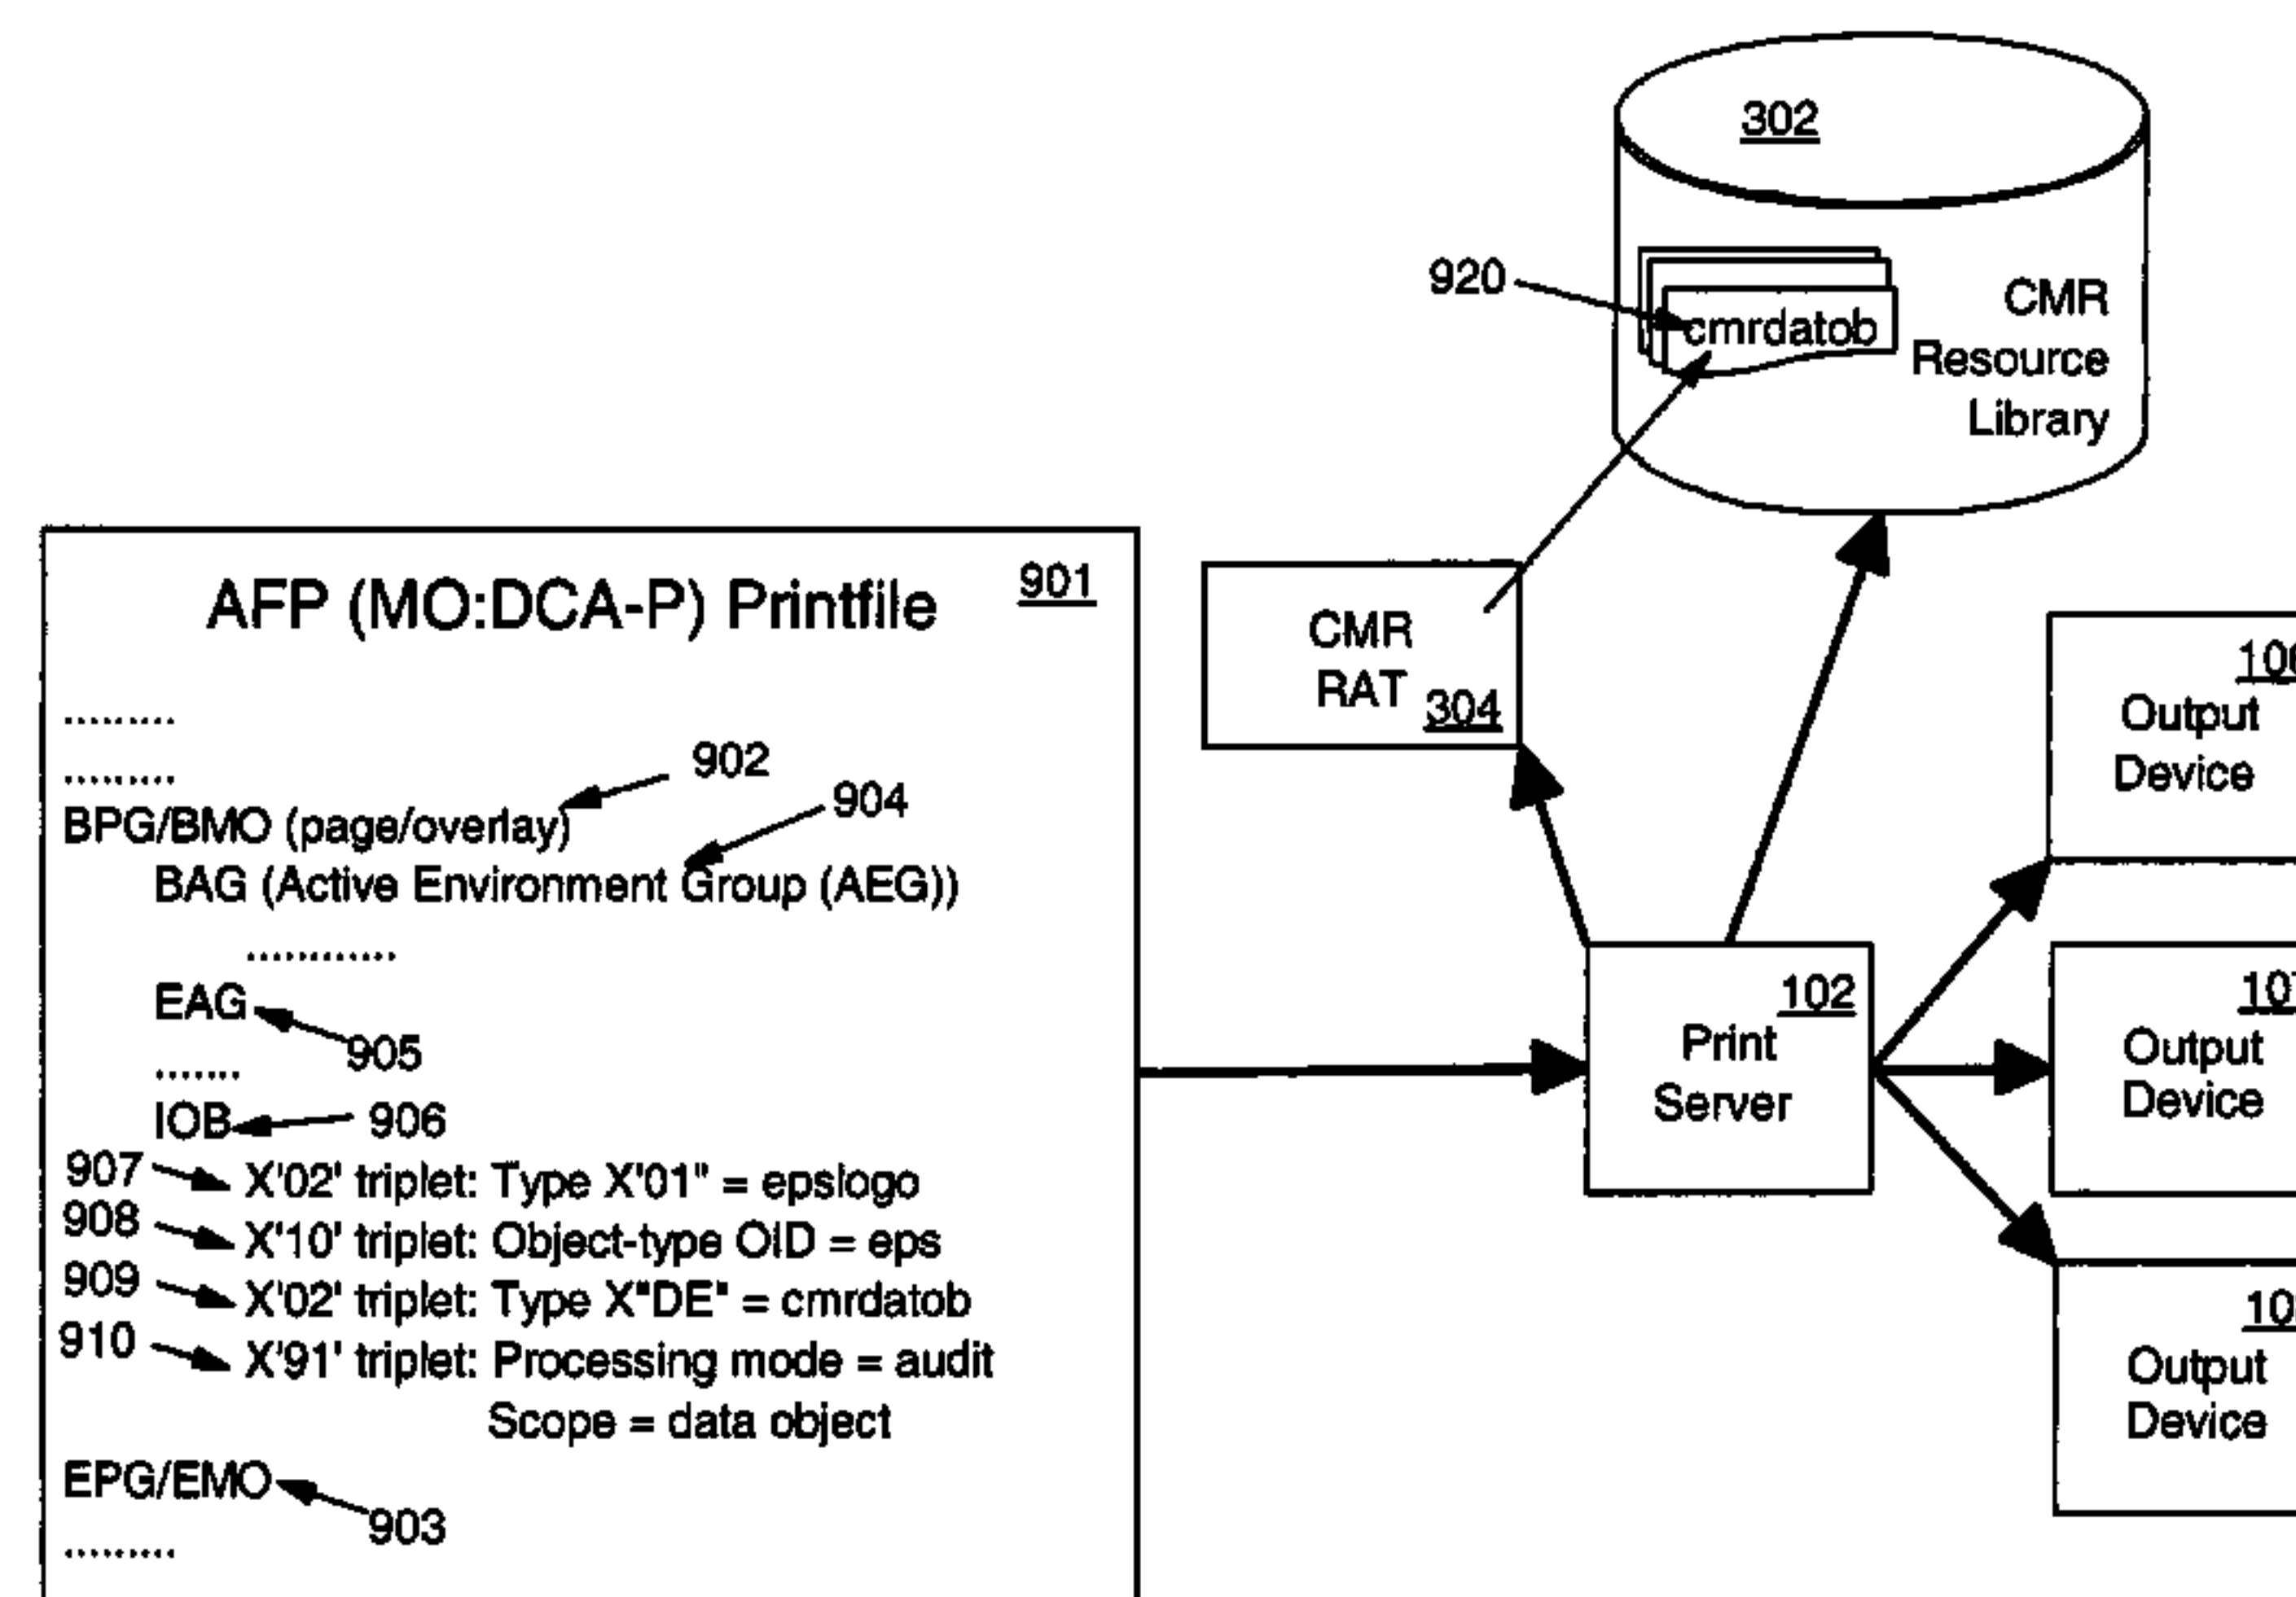 302
920
cmrdatob
CMR
Resource
Library
AFP (MO:DCA-P) Printfile 901
.........
.........
902
904
BPG/BMO (page/overlay)
BAG (Active Environment Group (AEG))
............
EAG
905
.......
IOB 906
907 X'02' triplet: Type X'01" = epslogo
908 X'10' triplet: Object-type OID = eps
909 X'02' triplet: Type X"DE" = cmrdatob
910 X'91' triplet: Processing mode = audit
Scope = data object
EPG/EMO
903
.........
CMR
RAT 304
102
Print
Server
Output
Device
Output
Device
Output
Device